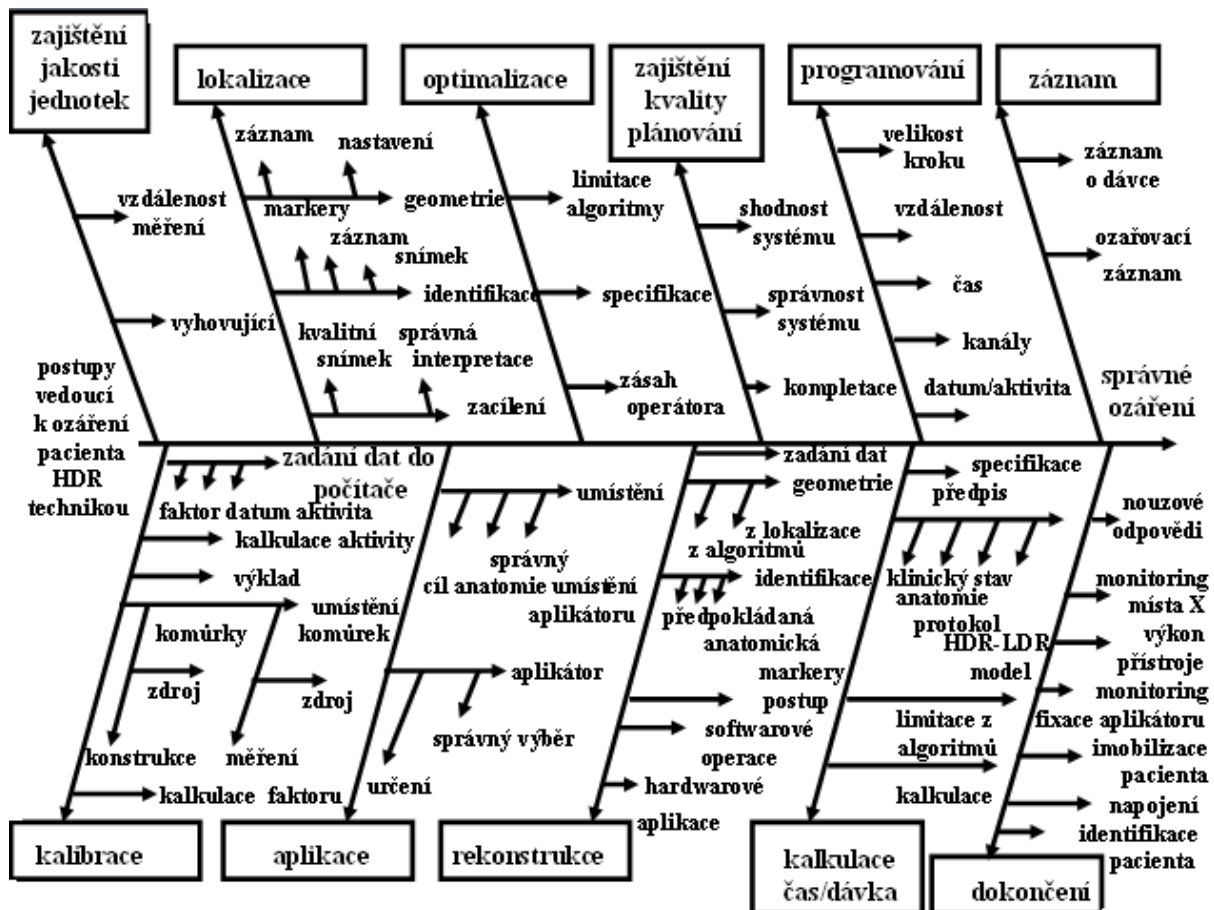 zajištění
jakosti
jednotek
lokalizace
optimalizace
zajištění
kvality
plánování
programování
záznam
vzdálenost
měření
vyhovující
záznam
nastavení
markery
geometrie
záznam
snímek
identifikace
kvalitní
snímek
správná
interpretace
zacílení
limitace
algoritmy
specifikace
zásah
operátora
shodnost
systému
správnost
systému
kompletace
velikost
kroku
vzdálenost
čas
kanály
datum/aktivita
záznam
o dávce
ozařovací
záznam
správné
ozáření
postupy
vedoucí
k ozáření
pacienta
HDR
technikou
zadání dat do
počítače
faktor datum aktivita
kalkulace aktivity
výklad
umístění
komůrek
komůrky
zdroj
zdroj
konstrukce
měření
kalkulace faktoru
umístění
správný
cíl anatomie umístění
aplikátoru
aplikátor
správný výběr
určení
zadání dat
geometrie
z lokalizace
z algoritmů
identifikace
předpokládaná
anatomická
markery
postup
softwarové
operace
hardwarové
aplikace
specifikace
předpis
klinický stav
anatomie
protokol
HDR-LDR
model
limitace z
algoritmů
kalkulace
nouzové
odpovědi
monitoring
místa X
výkon
přístroje
monitoring
fixace aplikátoru
imobilizace
pacienta
napojení
identifikace
pacienta
kalibrace
aplikace
rekonstrukce
kalkulace
čas/dávka
dokončení